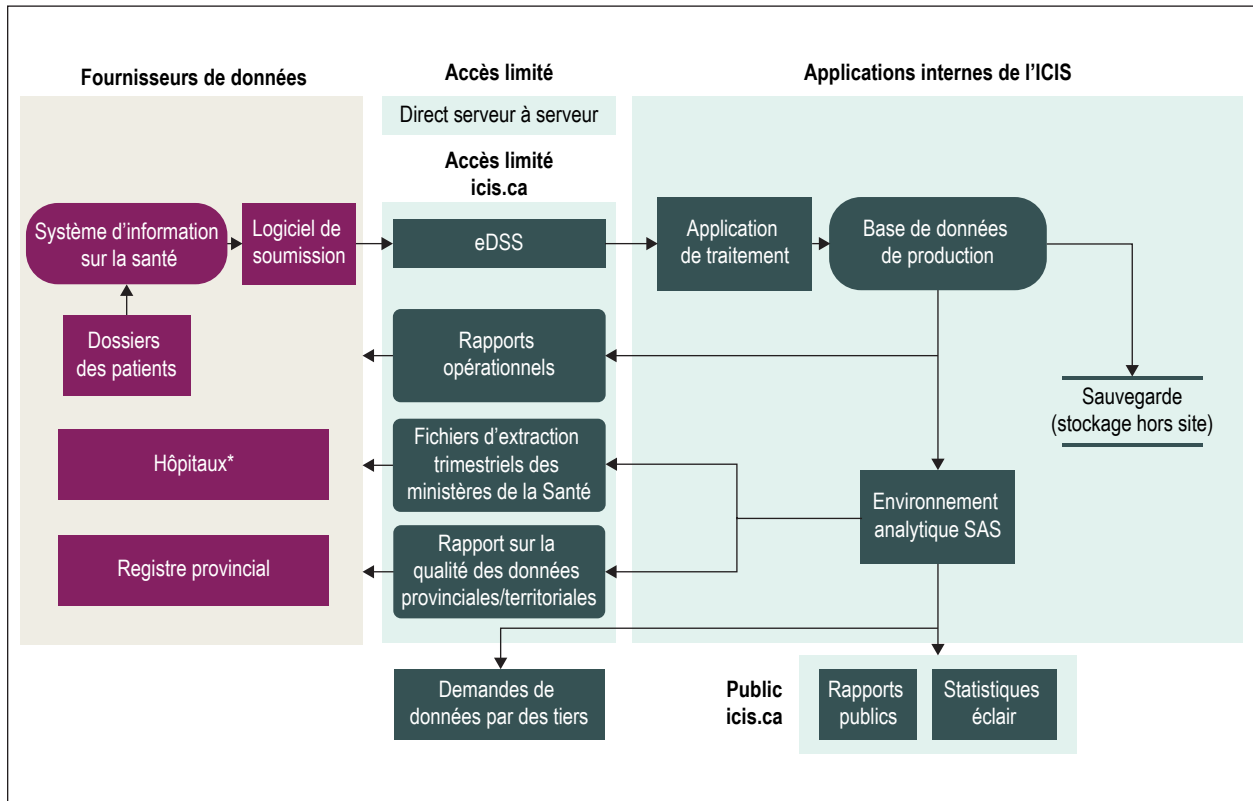 Fournisseurs de données
Accès limité
Applications internes de l'ICIS
Direct serveur à serveur
Accès limité
icis.ca
Système d'information
sur la santé
Logiciel de
soumission
eDSS
Application
de traitement
Base de données
de production
Dossiers
des patients
Rapports
opérationnels
Sauvegarde
(stockage hors site)
Hôpitaux*
Fichiers d'extraction
trimestriels des
ministères de la Santé
Environnement
analytique SAS
Registre provincial
Rapport sur la
qualité des données
provinciales/territoriales
Demandes de
données par des tiers
Public
icis.ca
Rapports
publics
Statistiques
éclair